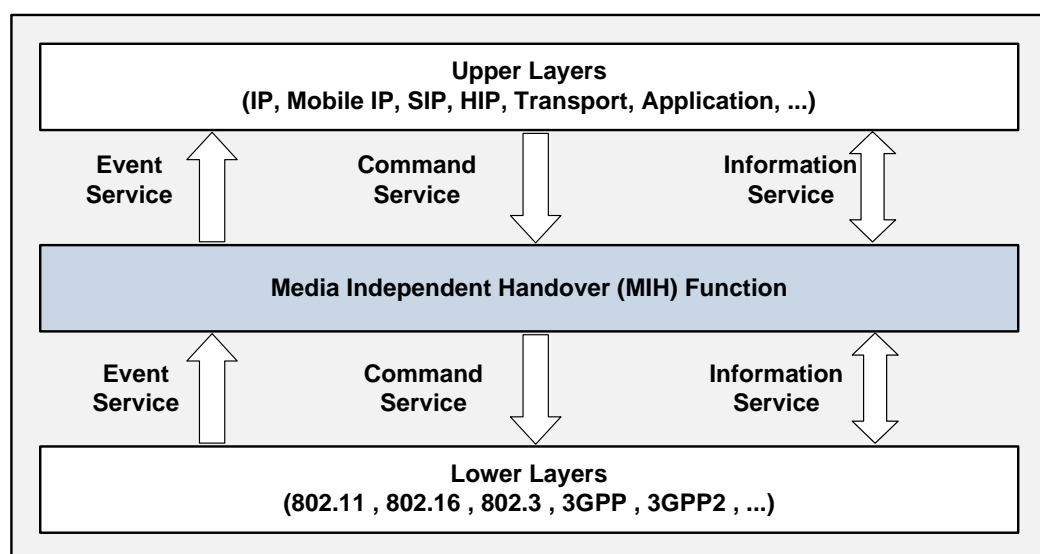 Upper Layers
(IP, Mobile IP, SIP, HIP, Transport, Application, ...)
Event
Service
Command
Service
Information
Service
Media Independent Handover (MIH) Function
Event
Service
Command
Service
Information
Service
Lower Layers
(802.11 , 802.16 , 802.3 , 3GPP , 3GPP2 , ...)